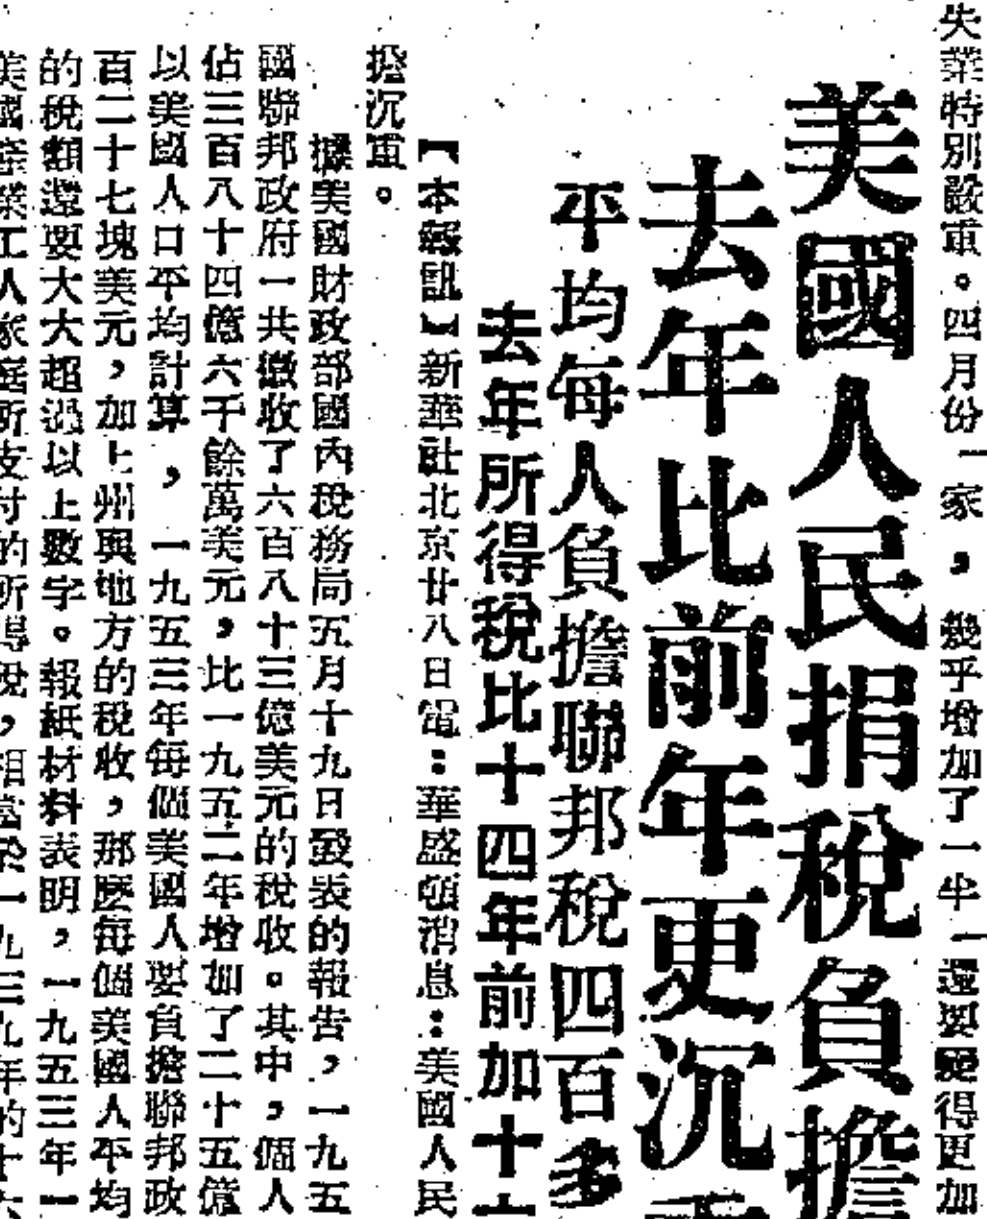 失業特別嚴重。四月份「家，幾乎增加了一半「還要變得更加
美國人民捐稅負擔
去年比前年更沉重
平均每人負擔聯邦稅四百多
去年所得稅比十四年前加十
【本報訊】新華社北京廿八日電：華盛頓消息：美國人民
擔沉重。
據美國財政部國內稅務局五月十九日發表的報告，一九五
國聯邦政府一共繳收了六百八十三億美元的稅收。其中，個人
佔三百八十四億六千餘萬美元，比一九五二年增加了二十五億
以美國人口平均計算，，一九五三年每個美國人要負擔聯邦政
百二十七塊美元，加上州與地方的稅收，那麼每個美國人平均
的稅額還要大大超過以上數字。報紙材料表明，一九五三年一
美國產業工人家庭所支付的所得稅，相當於一九三九年的十六